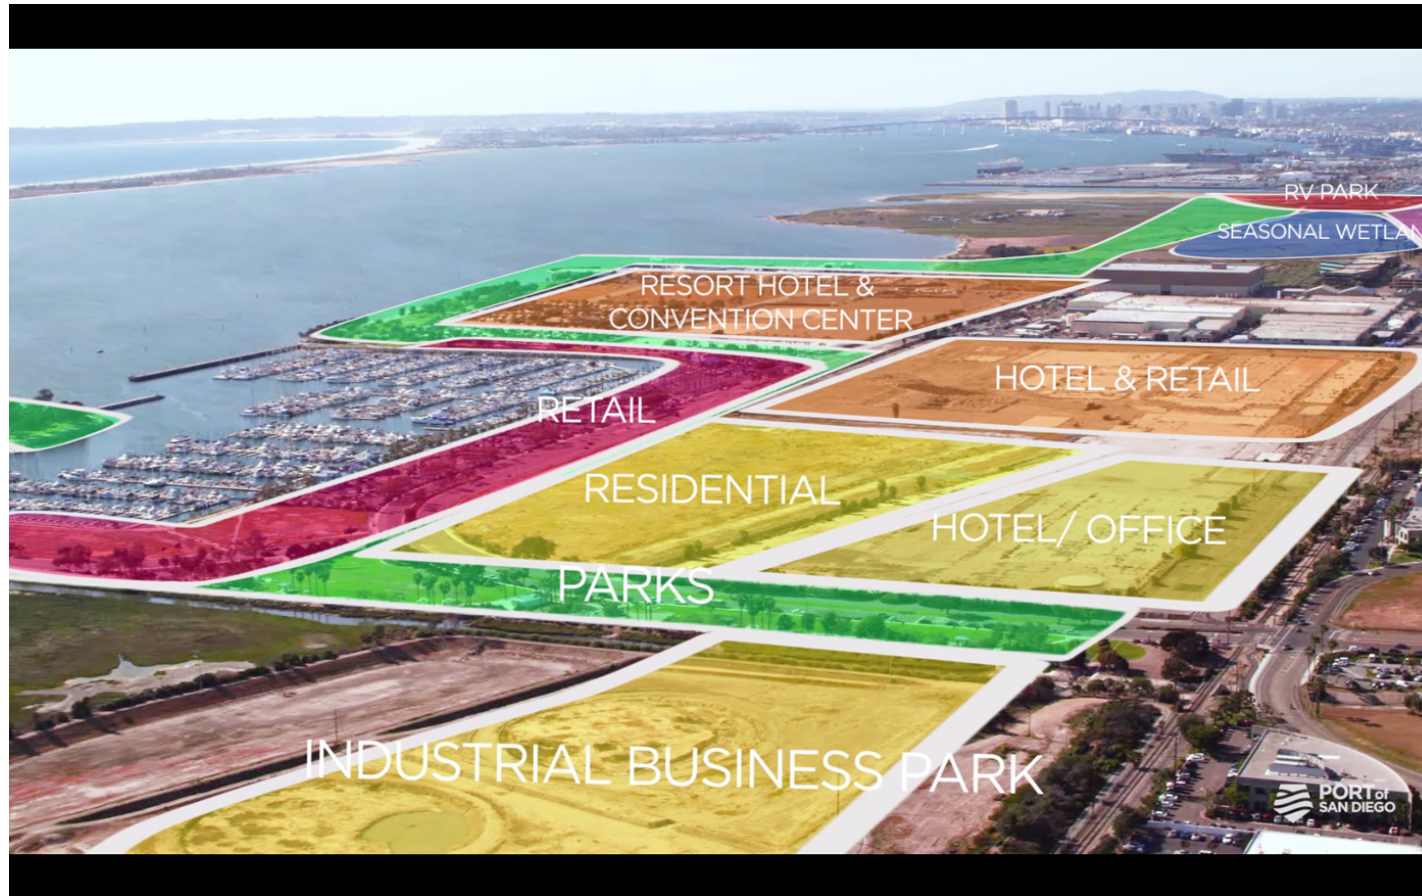 RV PARK
SEASONAL WETLAN
RESORT HOTEL &
CONVENTION CENTER
HOTEL & RETAIL
RETAIL
RESIDENTIAL
HOTEL/ OFFICE
PARKS
INDUSTRIAL BUSINESS PARK
PORT of
SAN DIEGO